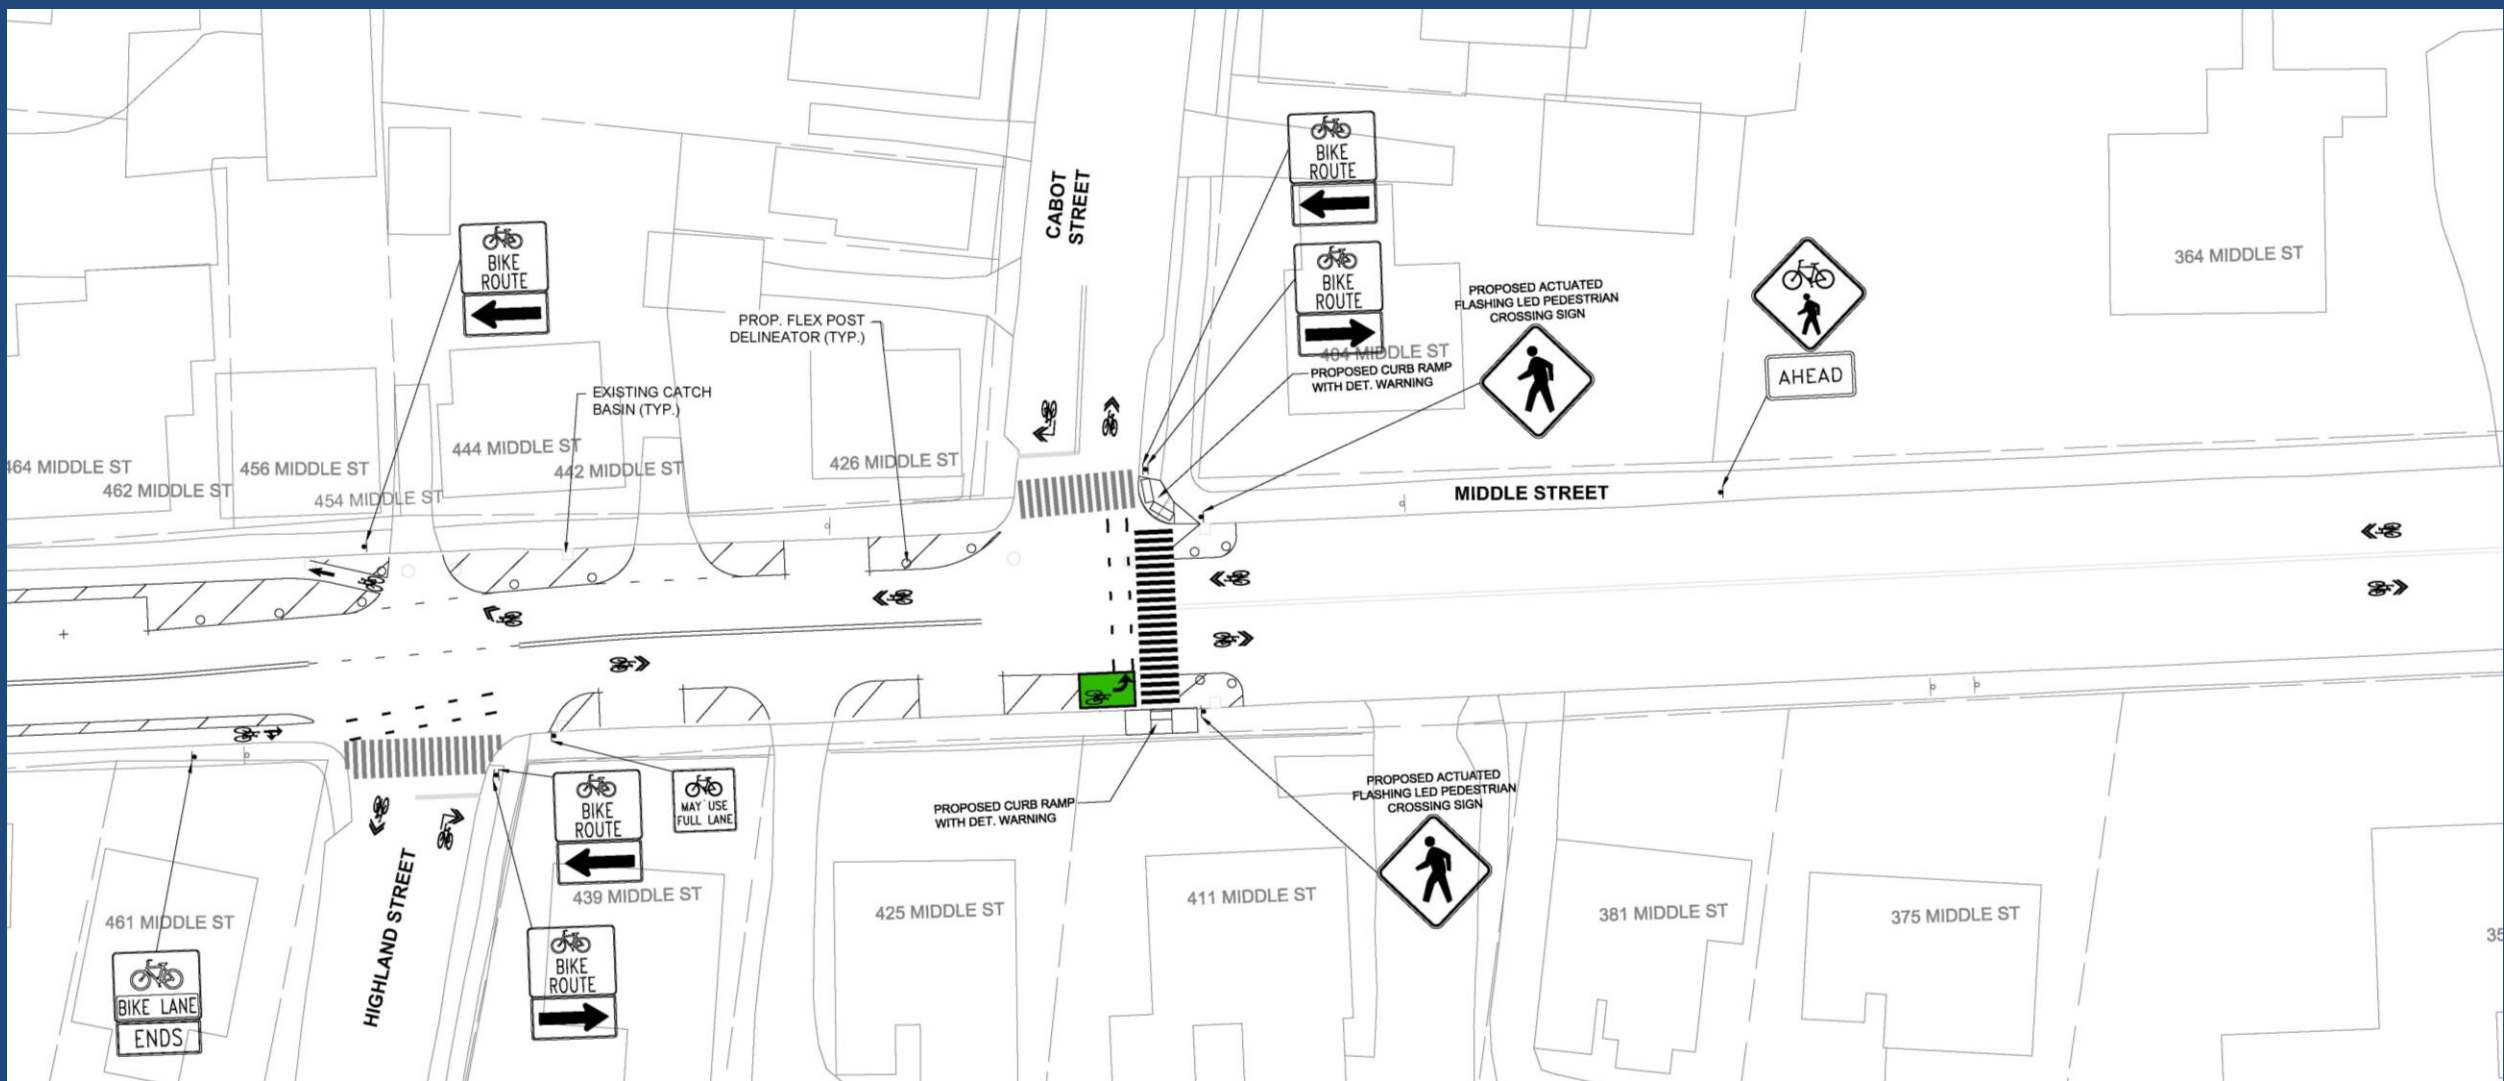 CABOT
STREET
BIKE
ROUTE
BIKE
ROUTE
BIKE
ROUTE
364 MIDDLE ST
PROPOSED ACTUATED
FLASHING LED PEDESTRIAN
CROSSING SIGN
PROP. FLEX POST
DELINEATOR (TYP.)
404 MIDDLE ST
PROPOSED CURB RAMP
WITH DET. WARNING
AHEAD
EXISTING CATCH
BASIN (TYP.)
444 MIDDLE ST
442 MIDDLE ST
426 MIDDLE ST
464 MIDDLE ST
456 MIDDLE ST
462 MIDDLE ST
454 MIDDLE ST
MIDDLE STREET
BIKE
ROUTE
MAY USE
FULL LANE
PROPOSED CURB RAMP
WITH DET. WARNING
PROPOSED ACTUATED
FLASHING LED PEDESTRIAN
CROSSING SIGN
HIGHLAND STREET
439 MIDDLE ST
425 MIDDLE ST
411 MIDDLE ST
381 MIDDLE ST
375 MIDDLE ST
35
461 MIDDLE ST
BIKE LANE
ENDS
BIKE
ROUTE